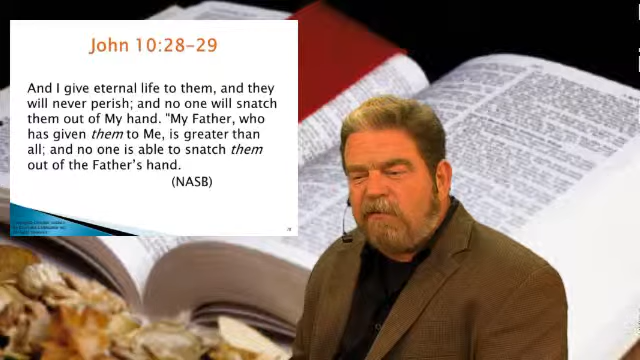 John 10:28–29
And I give eternal life to them, and they
will never perish; and no one will snatch
them out of My hand. "My Father, who
has given them to Me, is greater than
all; and no one is able to snatch them
out of the Father's hand.
(NASB)